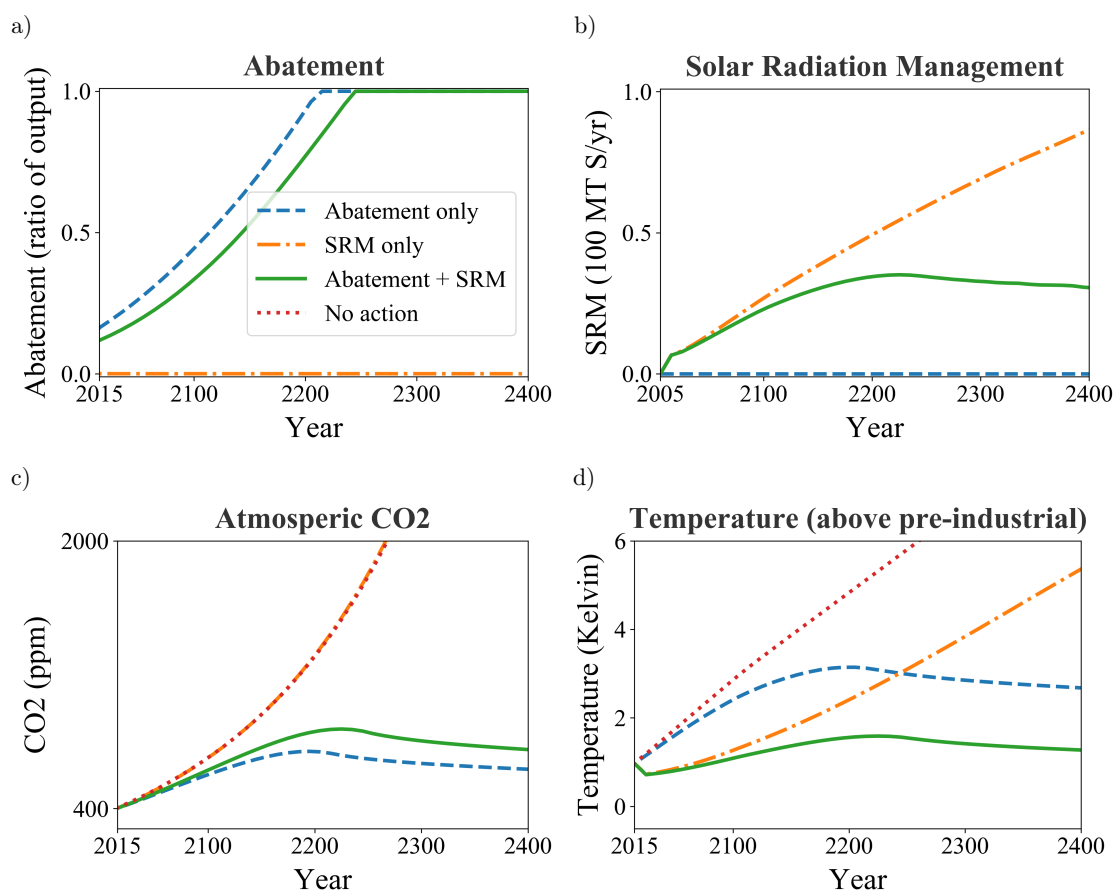 a)
Abatement
Abatement (ratio of output)
1.0
0.5
0.0
Abatement only
SRM only
Abatement + SRM
No action
2015 2100 2200 2300 2400
Year
b)
Solar Radiation Management
SRM (100 MT S/yr)
1.0
0.5
0.0
2005 2100 2200 2300 2400
Year
c)
Atmosperic CO2
CO2 (ppm)
2000
400
2015 2100 2200 2300 2400
Year
d)
Temperature (above pre-industrial)
Temperature (Kelvin)
6
4
2
0
2015 2100 2200 2300 2400
Year